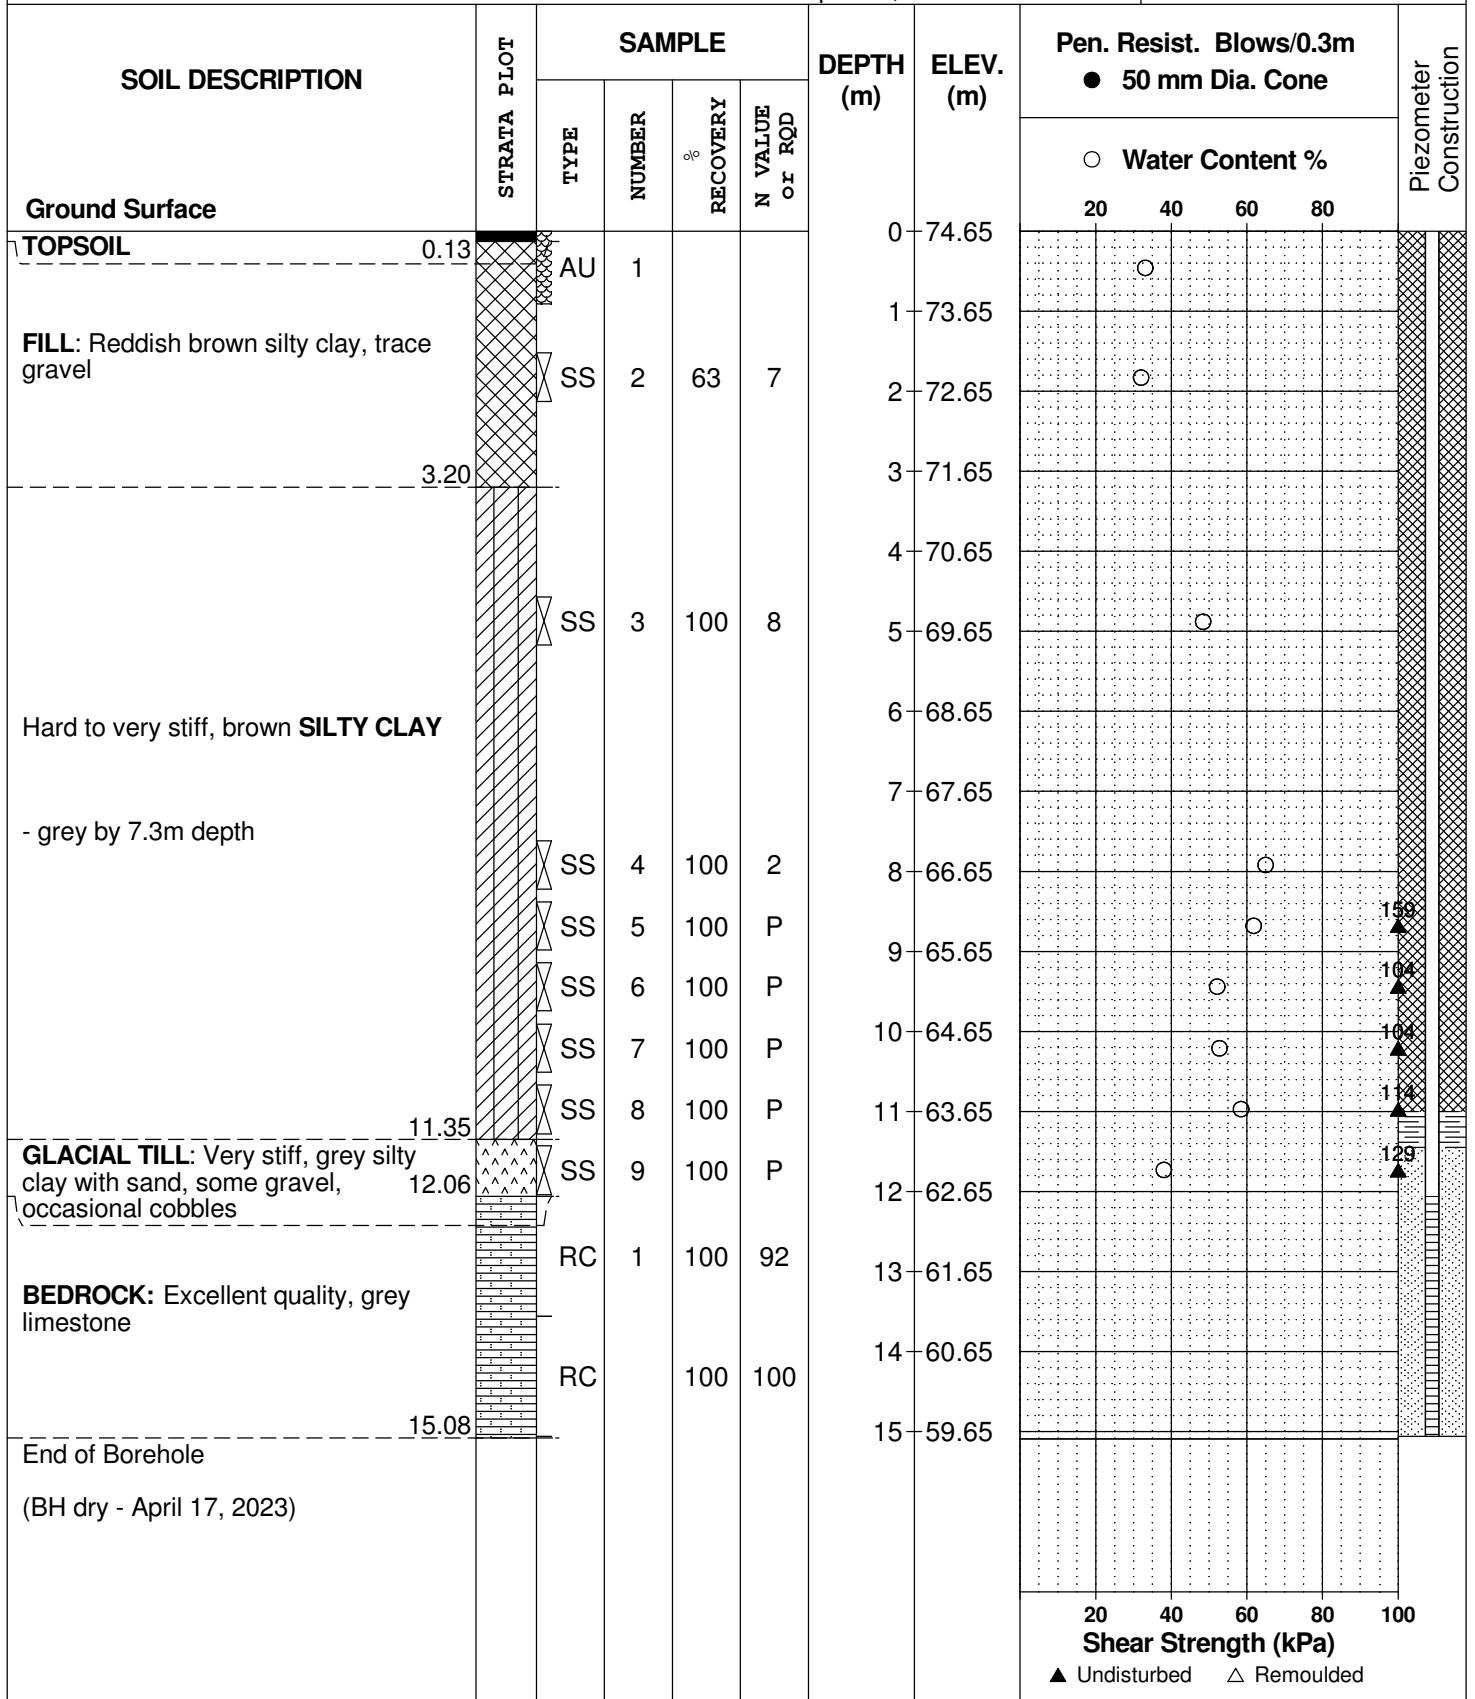 SOIL DESCRIPTION
Ground Surface
STRATA PLOT
SAMPLE
TYPE
NUMBER
% RECOVERY
N VALUE or RQD
DEPTH (m)
ELEV. (m)
Pen. Resist. Blows/0.3m
● 50 mm Dia. Cone
○ Water Content %
20 40 60 80
Piezometer Construction
0 74.65
TOPSOIL 0.13
AU 1
1 73.65
FILL: Reddish brown silty clay, trace
gravel
SS 2 63 7
2 72.65
3.20
3 71.65
4 70.65
SS 3 100 8
5 69.65
6 68.65
Hard to very stiff, brown SILTY CLAY
7 67.65
- grey by 7.3m depth
SS 4 100 2
8 66.65
159
SS 5 100 P
9 65.65
104
SS 6 100 P
10 64.65
104
SS 7 100 P
114
SS 8 100 P
11 63.65
11.35
GLACIAL TILL: Very stiff, grey silty
clay with sand, some gravel, 12.06
occasional cobbles
129
SS 9 100 P
12 62.65
RC 1 100 92
13 61.65
BEDROCK: Excellent quality, grey
limestone
14 60.65
RC 100 100
15.08
15 59.65
End of Borehole
(BH dry - April 17, 2023)
20 40 60 80 100
Shear Strength (kPa)
▲ Undisturbed △ Remoulded